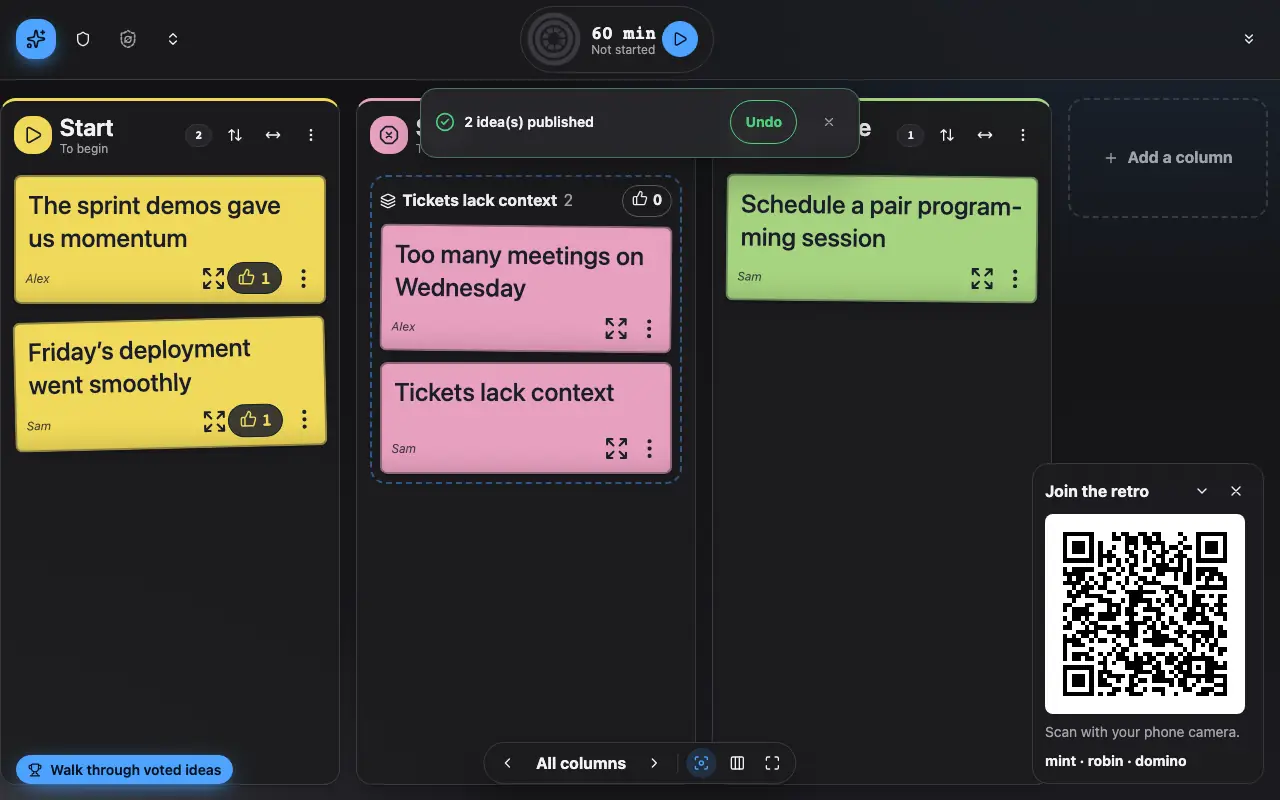 60 min
Not started
2 idea(s) published
Undo
Start
To begin
2
1
Add a column
The sprint demos gave
us momentum
Alex
1
Friday's deployment
went smoothly
Sam
1
Tickets lack context 2
0
Too many meetings on
Wednesday
Alex
Tickets lack context
Sam
Schedule a pair program-
ming session
Sam
Join the retro
Scan with your phone camera.
mint · robin · domino
Walk through voted ideas
All columns